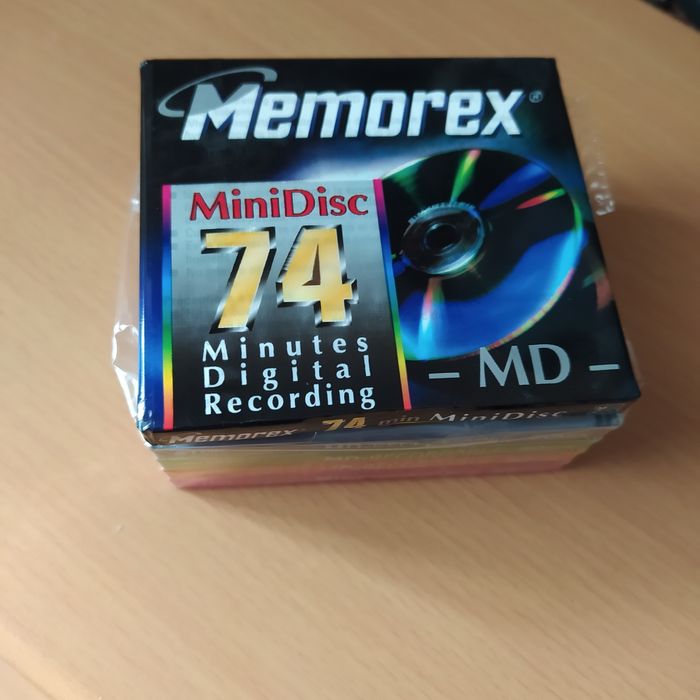 Memorex®
MiniDisc
74
Minutes
Digital
Recording
– MD –
Memorex® 74 min MiniDisc